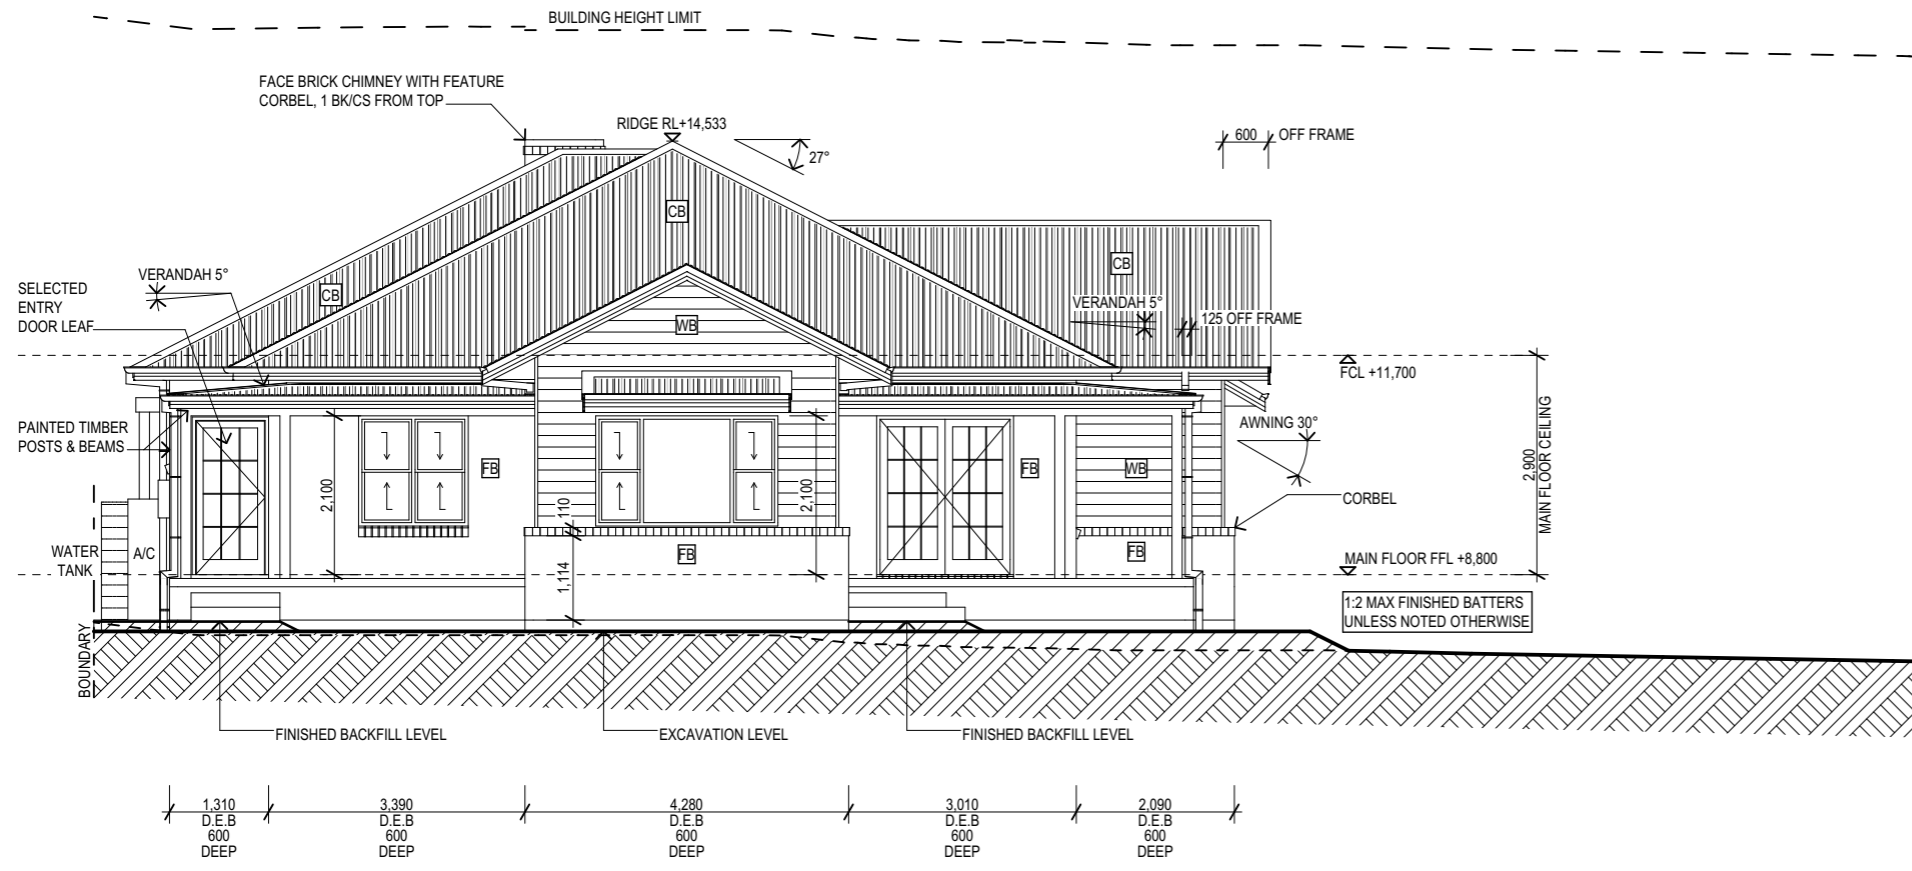 BUILDING HEIGHT LIMIT
FACE BRICK CHIMNEY WITH FEATURE
CORBEL, 1 BK/CS FROM TOP
RIDGE RL+14,533
27°
600
OFF FRAME
CB
CB
CB
VERANDAH 5°
SELECTED
ENTRY
DOOR LEAF
VERANDAH 5°
125 OFF FRAME
WB
FCL +11,700
PAINTED TIMBER
POSTS & BEAMS
AWNING 30°
2,900
MAIN FLOOR CEILING
FB
FB
WB
2,100
2,100
110
CORBEL
WATER
TANK
A/C
FB
FB
1,114
MAIN FLOOR FFL +8,800
1:2 MAX FINISHED BATTERS
UNLESS NOTED OTHERWISE
BOUNDARY
FINISHED BACKFILL LEVEL
EXCAVATION LEVEL
FINISHED BACKFILL LEVEL
1,310
D.E.B
600
DEEP
3,390
D.E.B
600
DEEP
4,280
D.E.B
600
DEEP
3,010
D.E.B
600
DEEP
2,090
D.E.B
600
DEEP